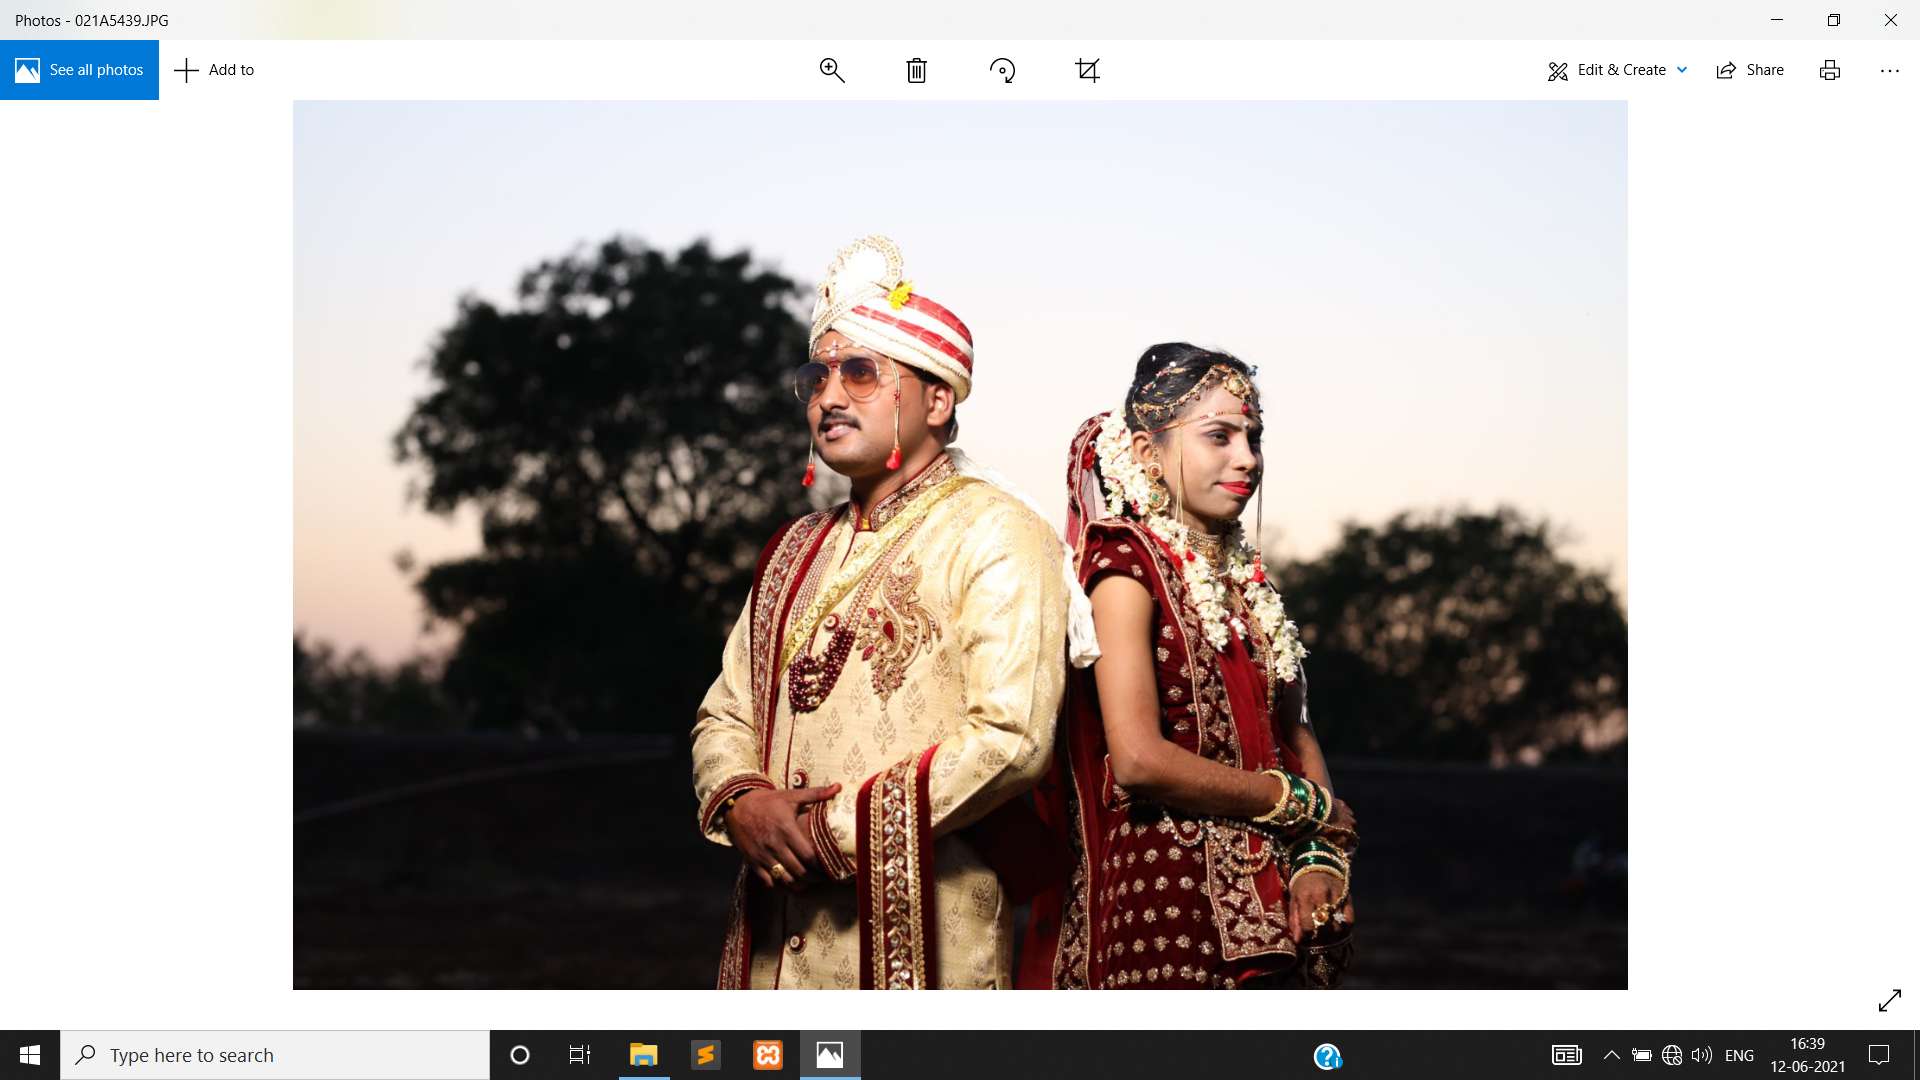 Photos - 021A5439.JPG
See all photos
Add to
Edit & Create
Share
Type here to search
ENG
16:39
12-06-2021